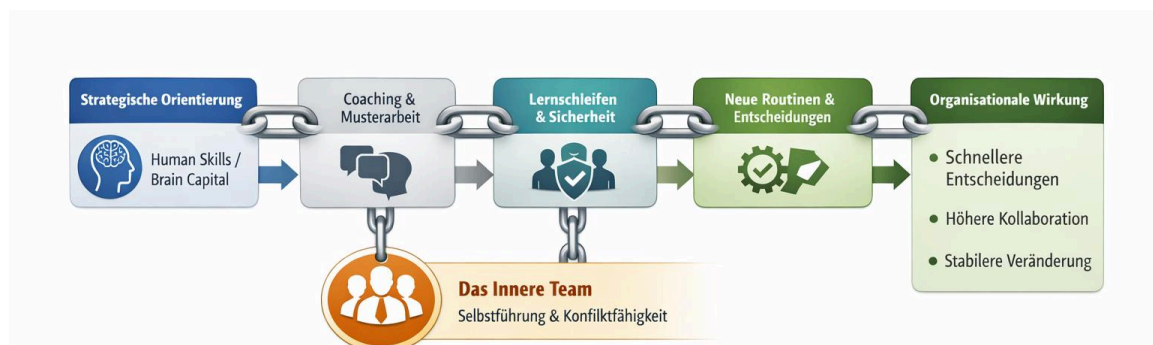 Strategische Orientierung
Human Skills /
Brain Capital
Coaching &
Musterarbeit
Lernschleifen
& Sicherheit
Neue Routinen &
Entscheidungen
Organisationale Wirkung
Schnellere
Entscheidungen
Höhere Kollaboration
Stabilere Veränderung
Das Innere Team
Selbstführung & Konfilktfähigkeit